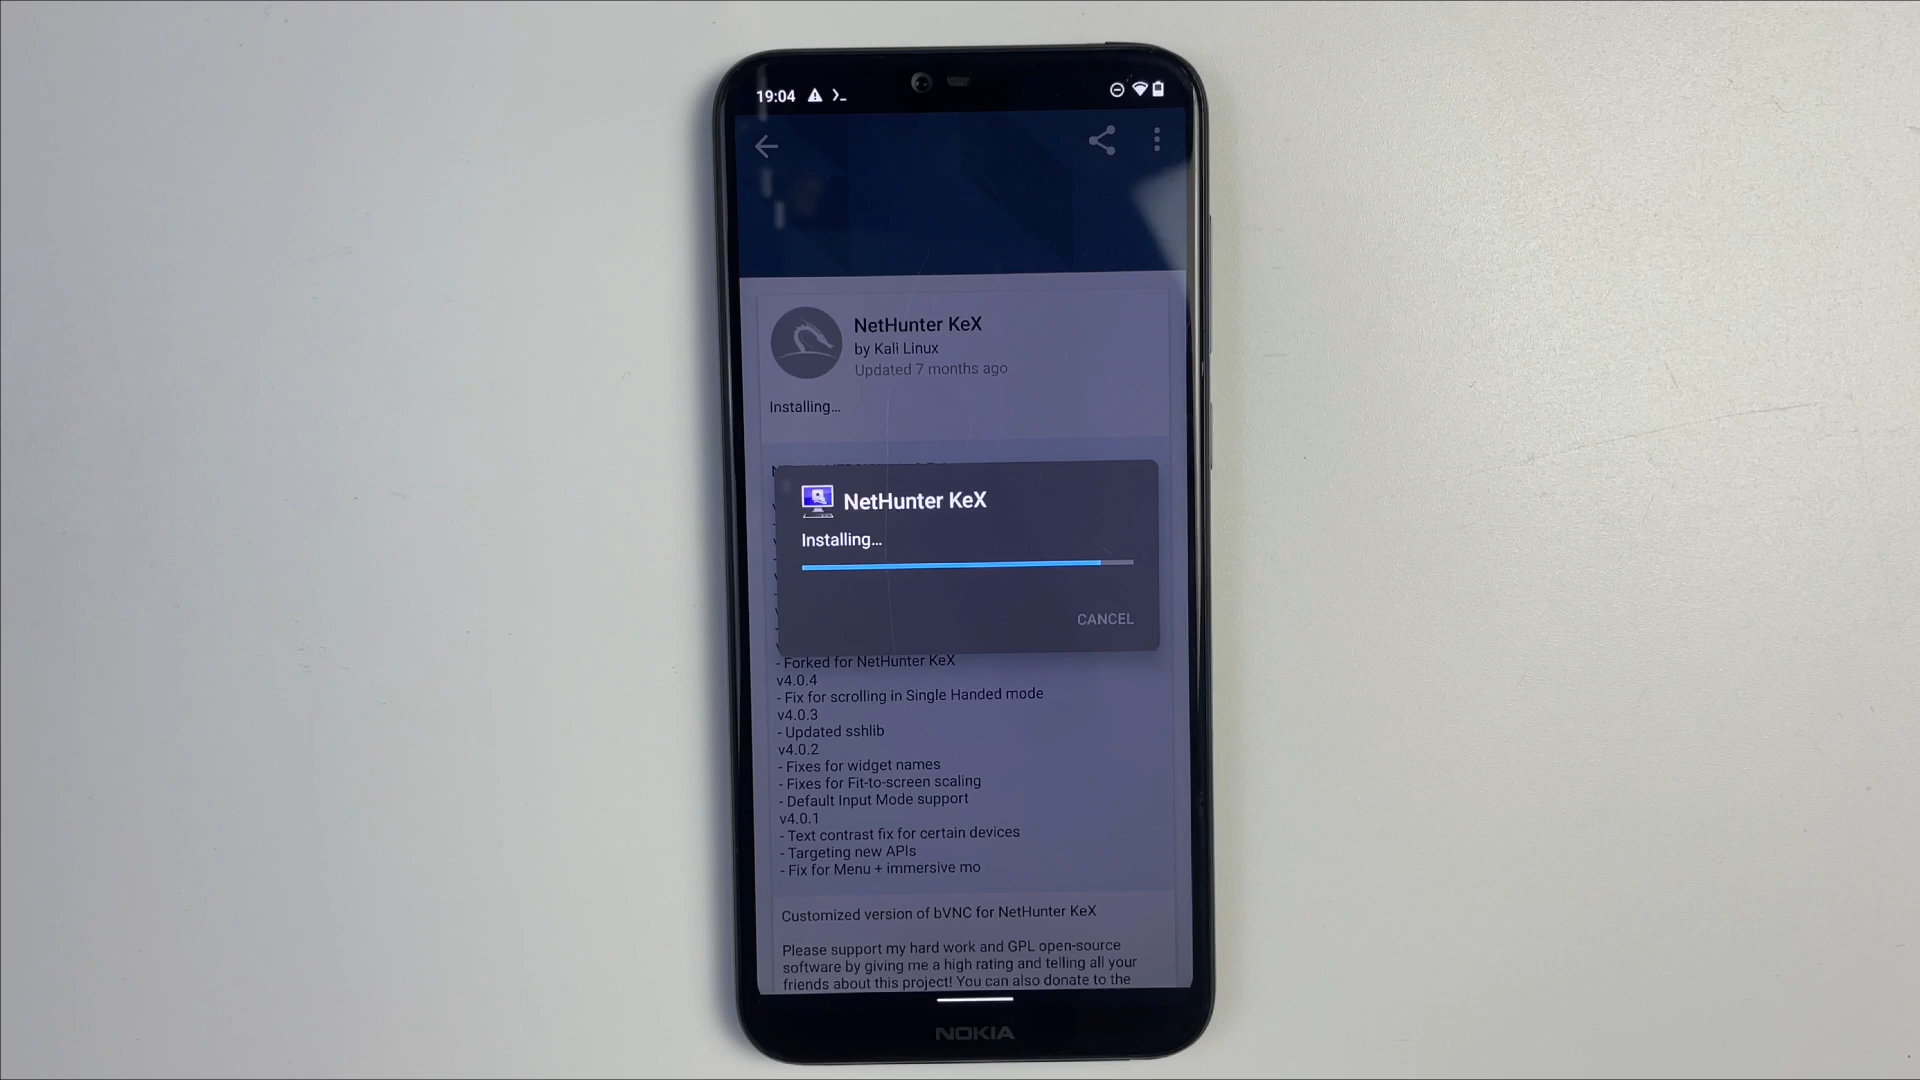 19:04
NetHunter KeX
by Kali Linux
Updated 7 months ago
Installing...
NetHunter KeX
Installing...
CANCEL
- Forked for NetHunter KeX
v4.0.4
- Fix for scrolling in Single Handed mode
v4.0.3
- Updated sshlib
v4.0.2
- Fixes for widget names
- Fixes for Fit-to-screen scaling
- Default Input Mode support
v4.0.1
- Text contrast fix for certain devices
- Targeting new APIs
- Fix for Menu + immersive mo
Customized version of bVNC for NetHunter KeX
Please support my hard work and GPL open-source
software by giving me a high rating and telling all your
friends about this project! You can also donate to the
NOKIA